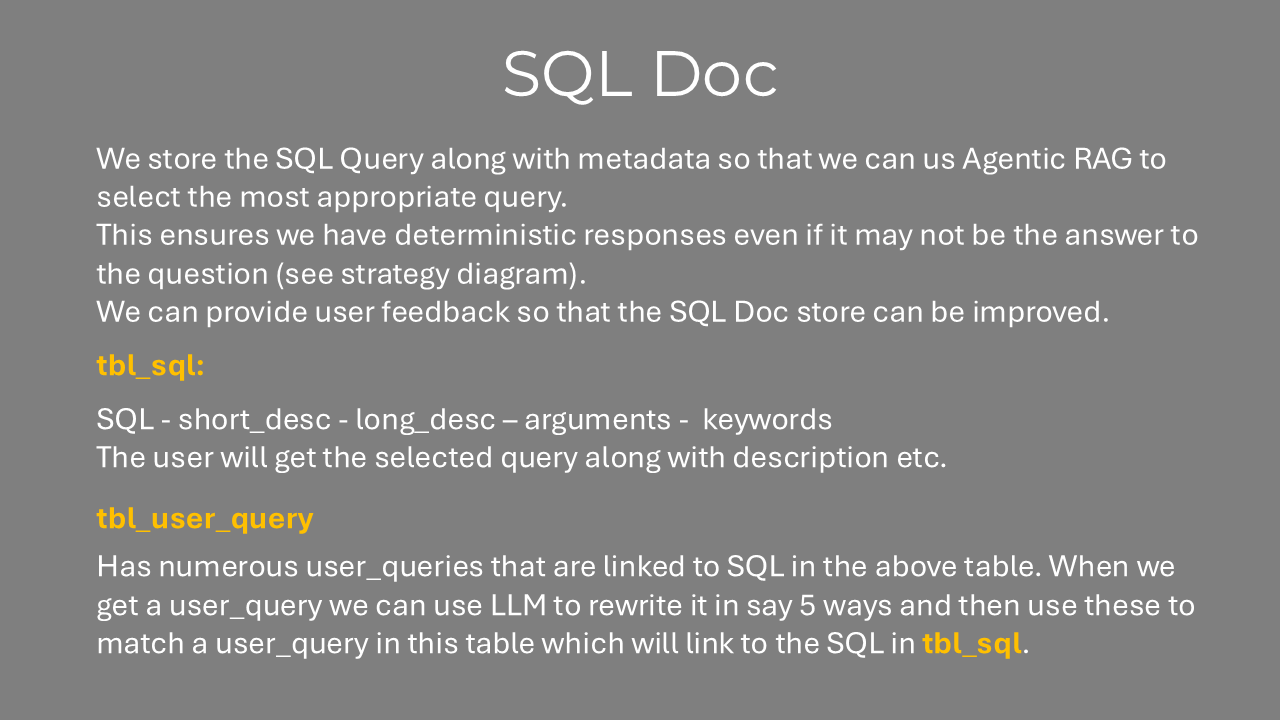 SQL Doc
We store the SQL Query along with metadata so that we can us Agentic RAG to
select the most appropriate query.
This ensures we have deterministic responses even if it may not be the answer to
the question (see strategy diagram).
We can provide user feedback so that the SQL Doc store can be improved.
tbl_sql:
SQL - short_desc - long_desc – arguments -  keywords
The user will get the selected query along with description etc.
tbl_user_query
Has numerous user_queries that are linked to SQL in the above table. When we
get a user_query we can use LLM to rewrite it in say 5 ways and then use these to
match a user_query in this table which will link to the SQL in tbl_sql.